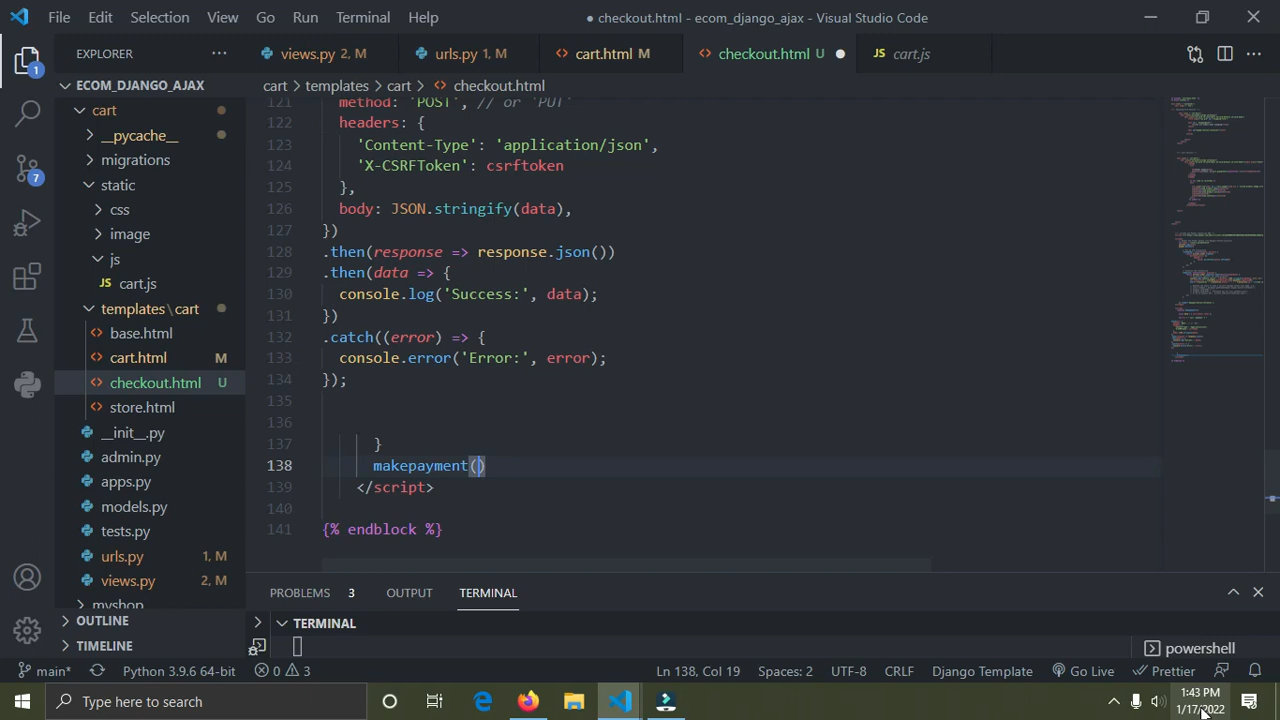 File Edit Selection View Go Run Terminal Help
● checkout.html - ecom_django_ajax - Visual Studio Code
EXPLORER
views.py 2, M
urls.py 1, M
cart.html M
checkout.html U
cart.js
ECOM_DJANGO_AJAX
cart > templates > cart > checkout.html
1
7
cart
__pycache__
migrations
static
css
image
js
cart.js
templates\cart
base.html
cart.html M
checkout.html U
store.html
__init__.py
admin.py
apps.py
models.py
tests.py
urls.py 1, M
views.py 2, M
myshop
OUTLINE
TIMELINE
121 method: 'POST', // or 'PUT'
122 headers: {
123 'Content-Type': 'application/json',
124 'X-CSRFToken': csrftoken
125 },
126 body: JSON.stringify(data),
127 })
128 .then(response => response.json())
129 .then(data => {
130 console.log('Success:', data);
131 })
132 .catch((error) => {
133 console.error('Error:', error);
134 });
135
136
137 }
138 makepayment()
139 </script>
140
141 {% endblock %}
PROBLEMS 3 OUTPUT TERMINAL
TERMINAL
powershell
main* Python 3.9.6 64-bit 0 3 Ln 138, Col 19 Spaces: 2 UTF-8 CRLF Django Template Go Live Prettier
Type here to search
1:43 PM
1/17/2022